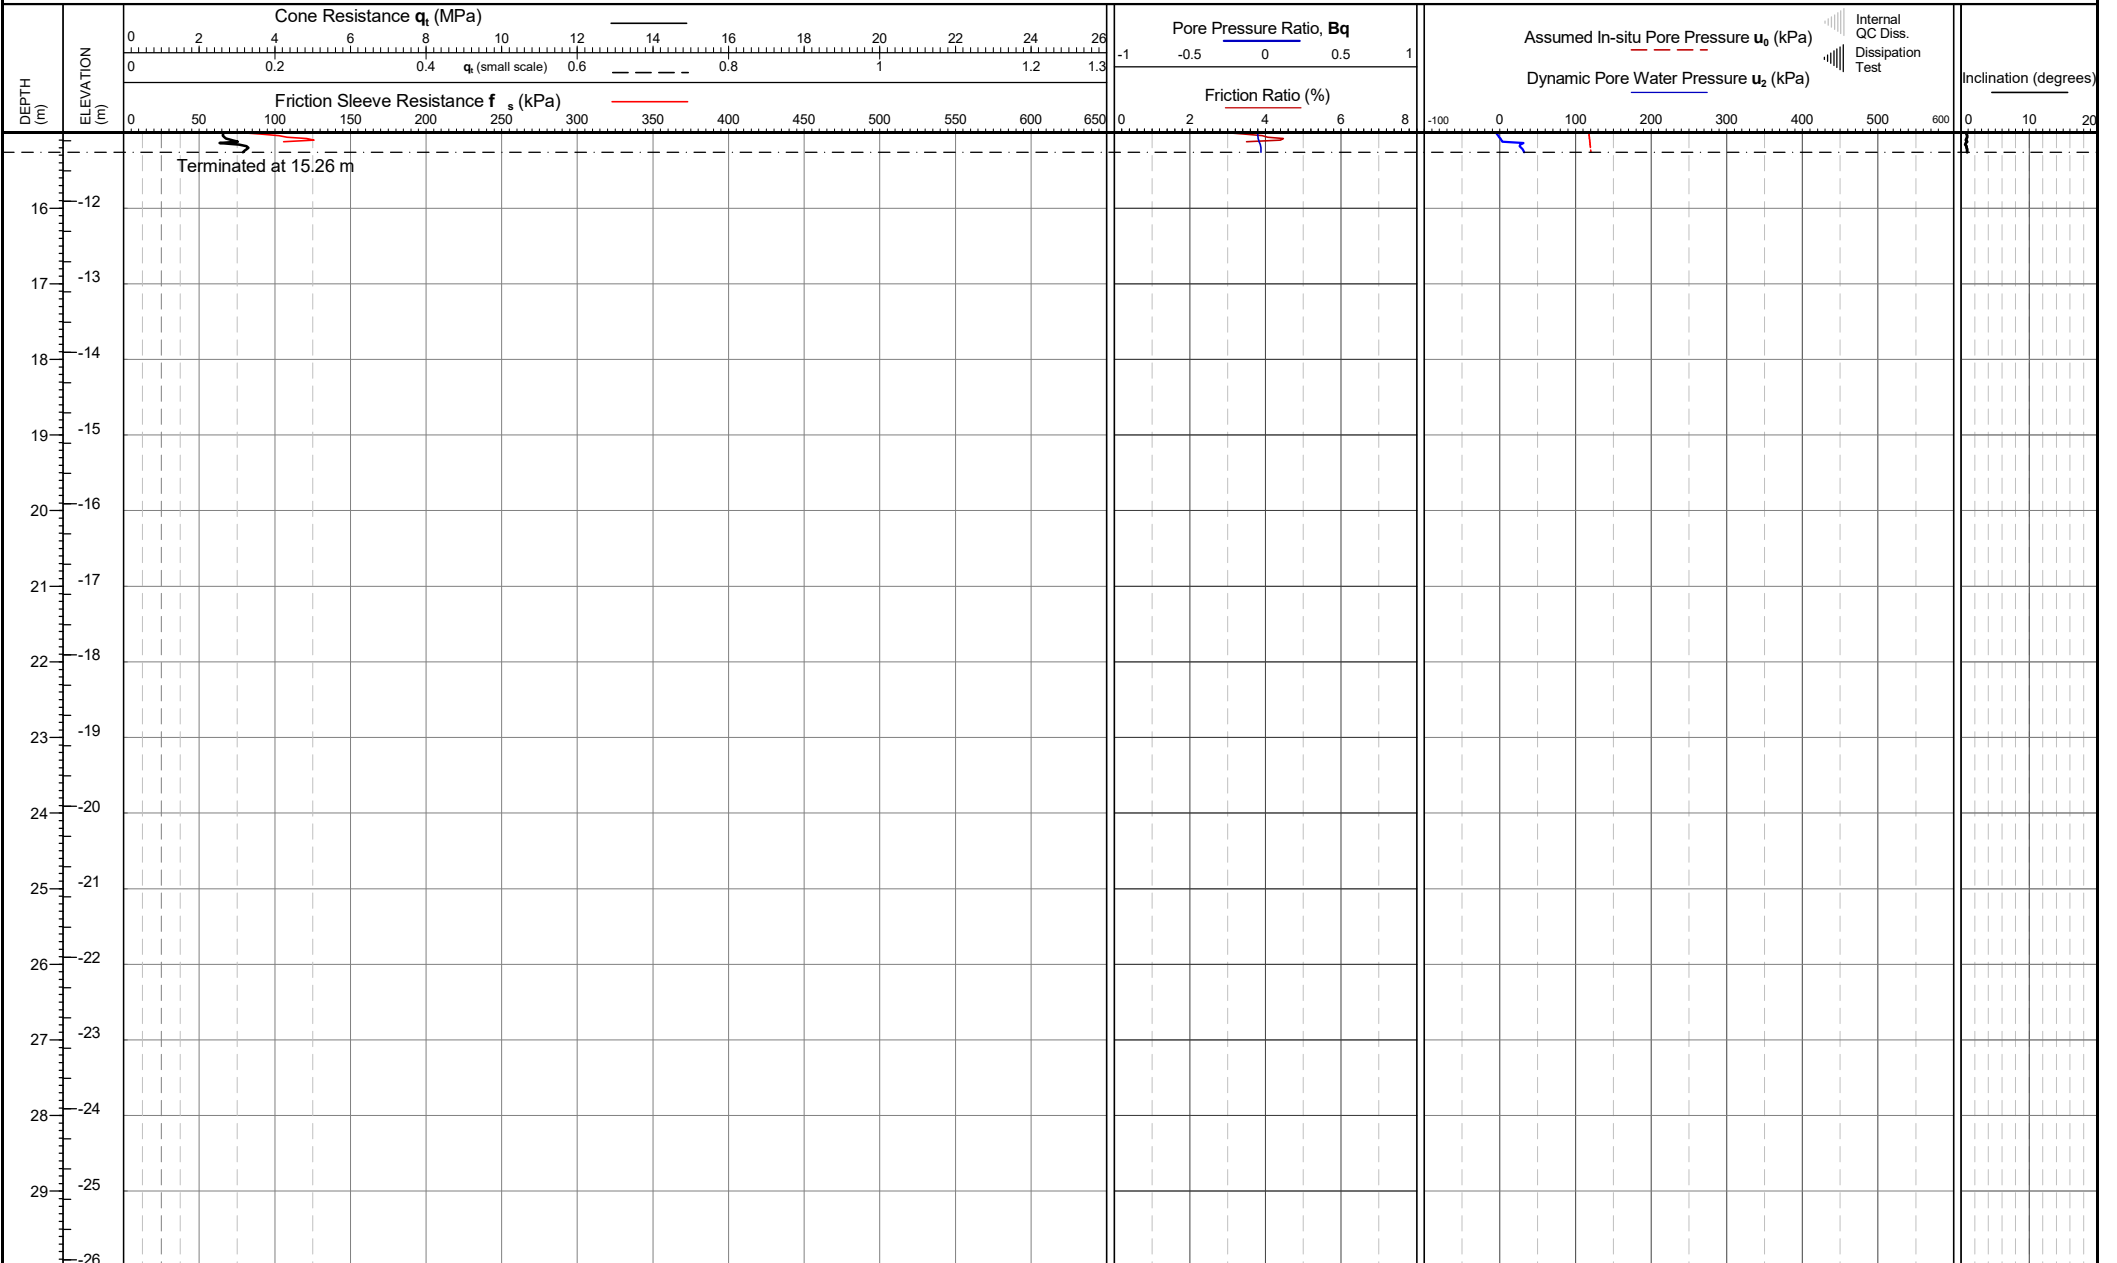 DEPTH
(m)
ELEVATION
(m)
Cone Resistance qt (MPa)
0 2 4 6 8 10 12 14 16 18 20 22 24 26
0 0.2 0.4 qt (small scale) 0.6 0.8 1 1.2 1.3
Friction Sleeve Resistance f s (kPa)
0 50 100 150 200 250 300 350 400 450 500 550 600 650
Pore Pressure Ratio, Bq
-1 -0.5 0 0.5 1
Friction Ratio (%)
0 2 4 6 8
Assumed In-situ Pore Pressure u0 (kPa)
Dynamic Pore Water Pressure u2 (kPa)
-100 0 100 200 300 400 500 600
Internal
QC Diss.
Dissipation
Test
Inclination (degrees)
0 10 20
Terminated at 15.26 m
16 -12
17 -13
18 -14
19 -15
20 -16
21 -17
22 -18
23 -19
24 -20
25 -21
26 -22
27 -23
28 -24
29 -25
-26